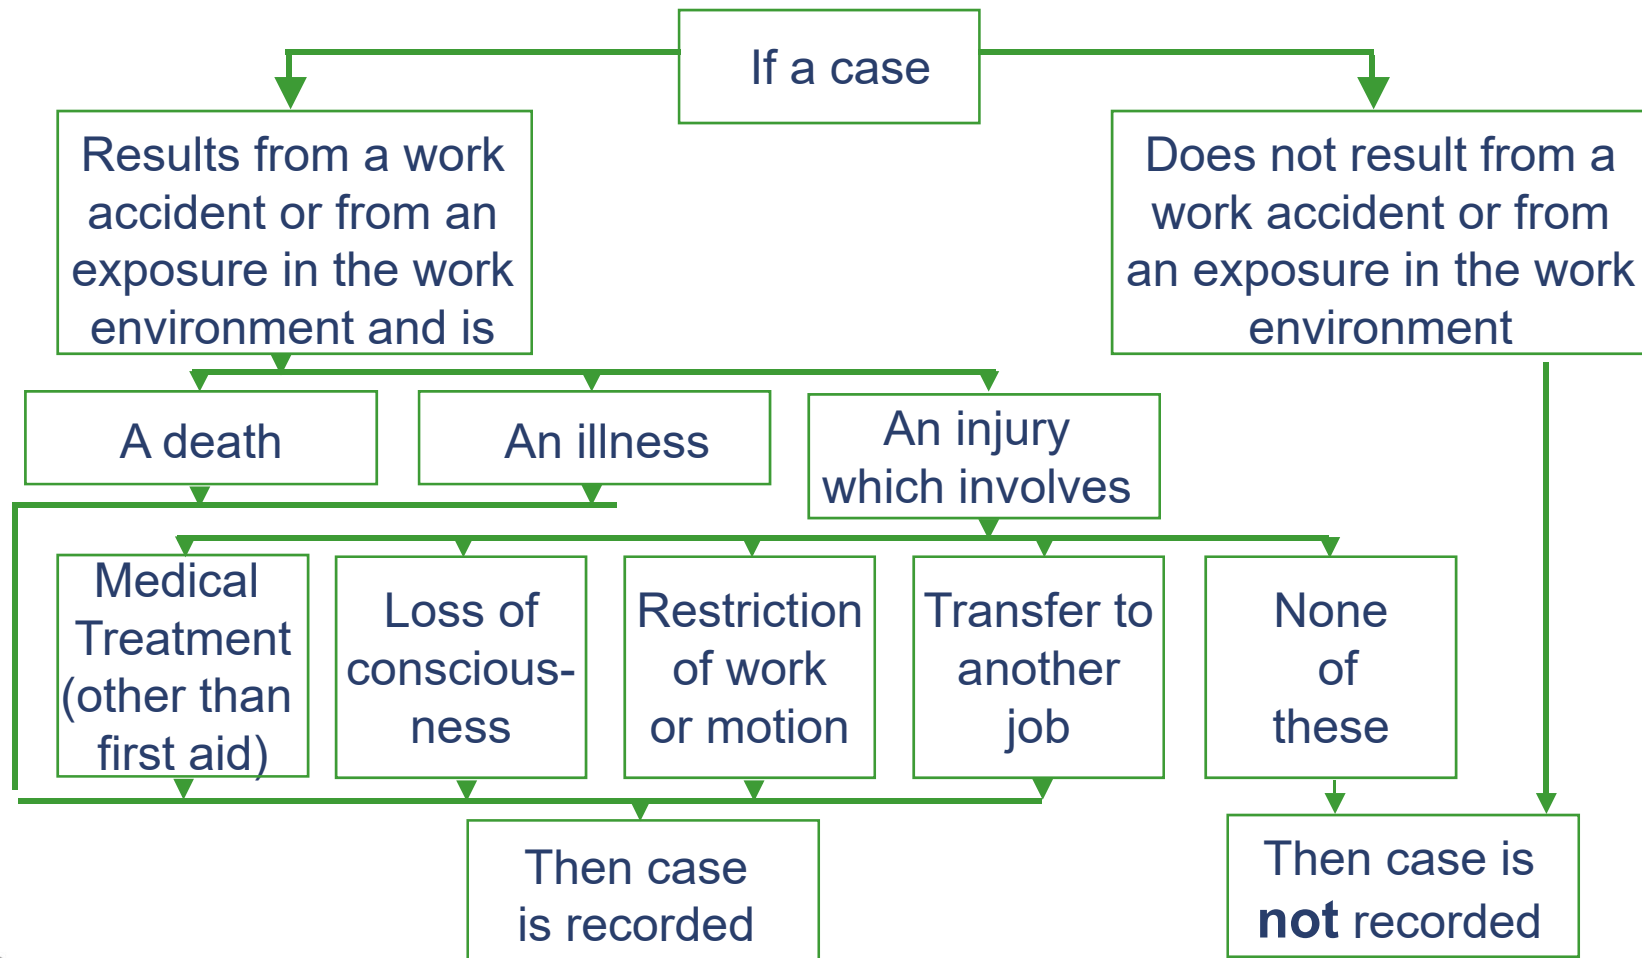 If a case
Results from a work
accident or from an
exposure in the work
environment and is
Does not result from a
work accident or from
an exposure in the work
environment
A death
An illness
An injury
which involves
Medical
Treatment
(other than
first aid)
Loss of
conscious-
ness
Restriction
of work
or motion
Transfer to
another
job
None
of
these
Then case
is recorded
Then case is
not recorded